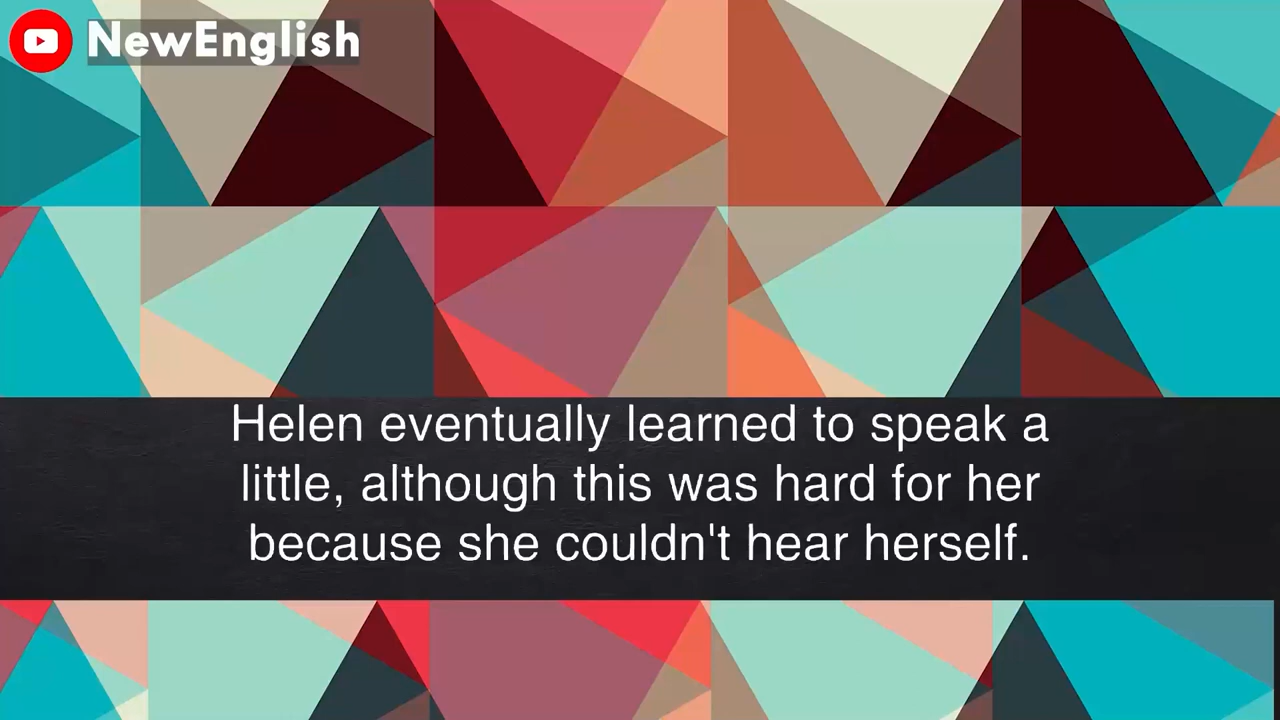 NewEnglish
Helen eventually learned to speak a
little, although this was hard for her
because she couldn't hear herself.